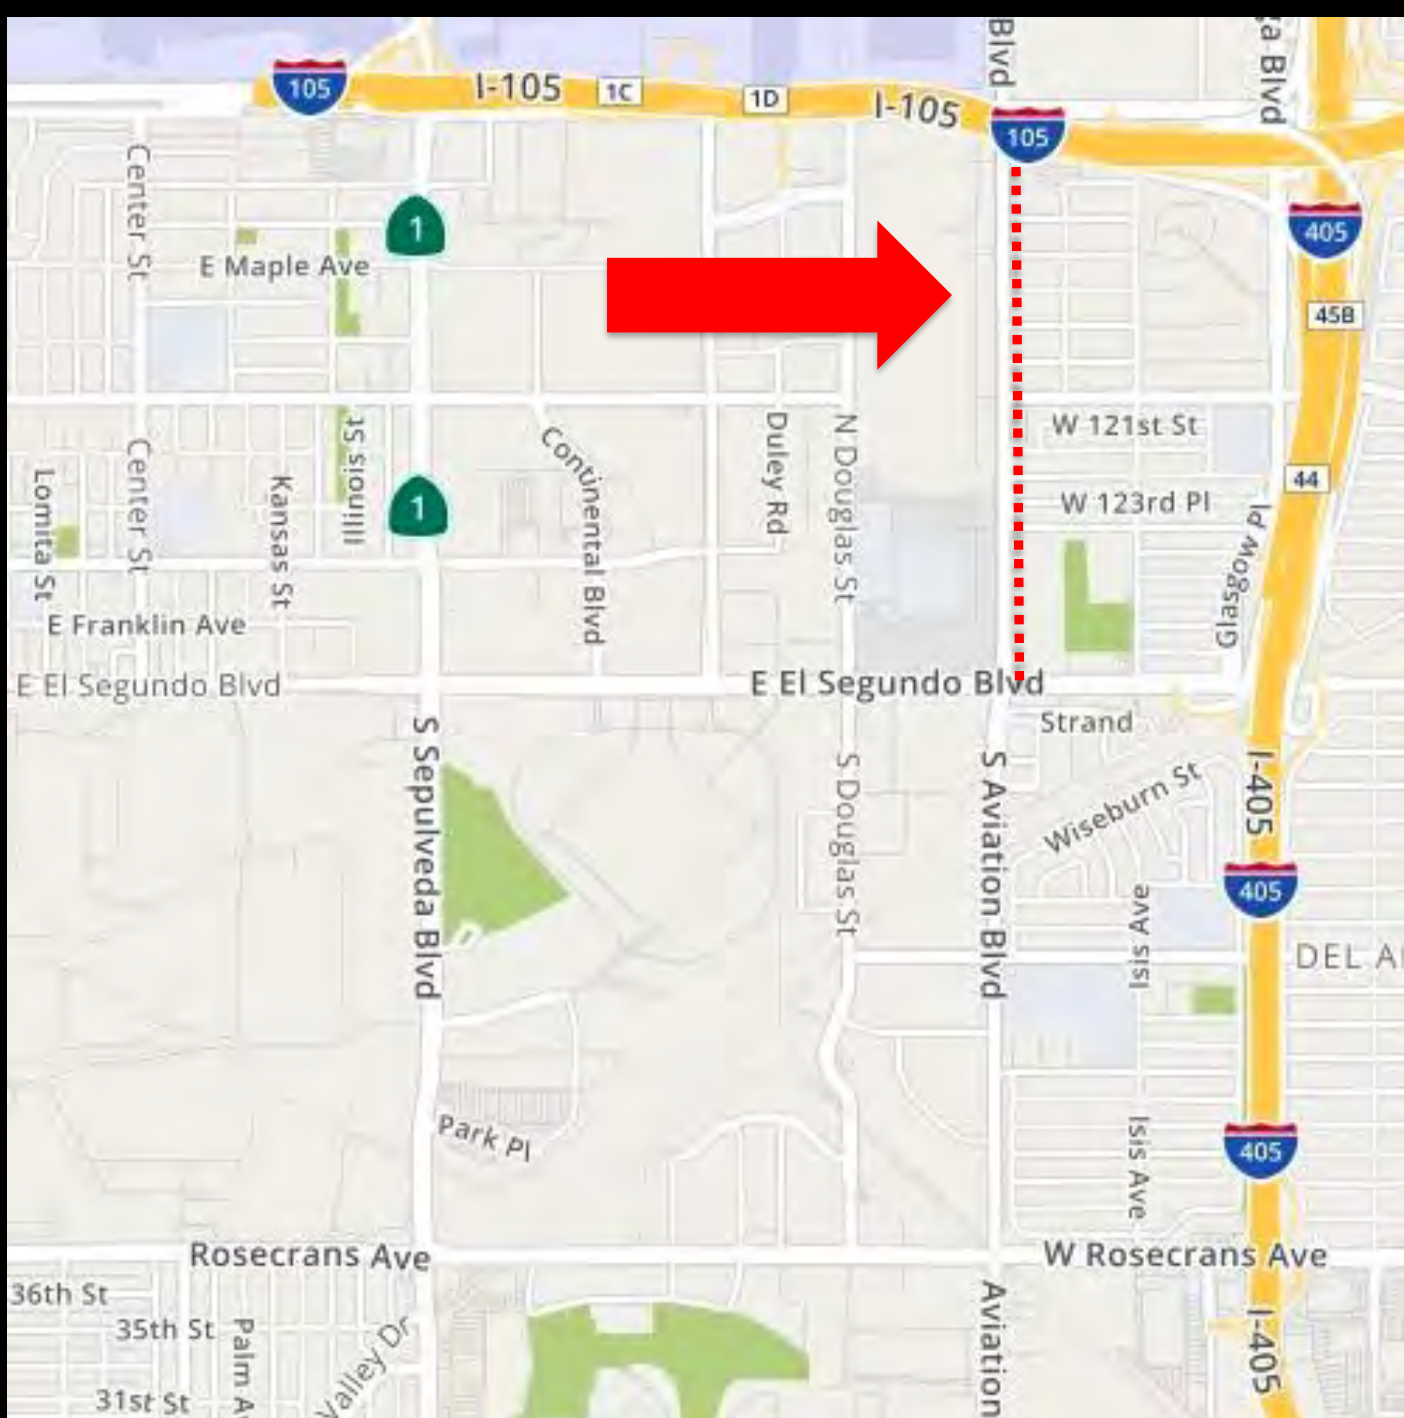 Blvd
a Blvd
105
I-105
1C
1D
I-105
105
Center St
1
405
E Maple Ave
45B
Illinois St
Continental Blvd
Duley Rd
N Douglas St
W 121st St
44
Lomita St
Center St
Kansas St
1
W 123rd Pl
Glasgow Pl
E Franklin Ave
E El Segundo Blvd
E El Segundo Blvd
Strand
S Sepulveda Blvd
S Douglas St
S Aviation Blvd
Wiseburn St
I-405
405
Isis Ave
DEL A
Park Pl
Isis Ave
405
Rosecrans Ave
W Rosecrans Ave
36th St
35th St
Palm A
Valley Dr
Aviation
I-405
31st St